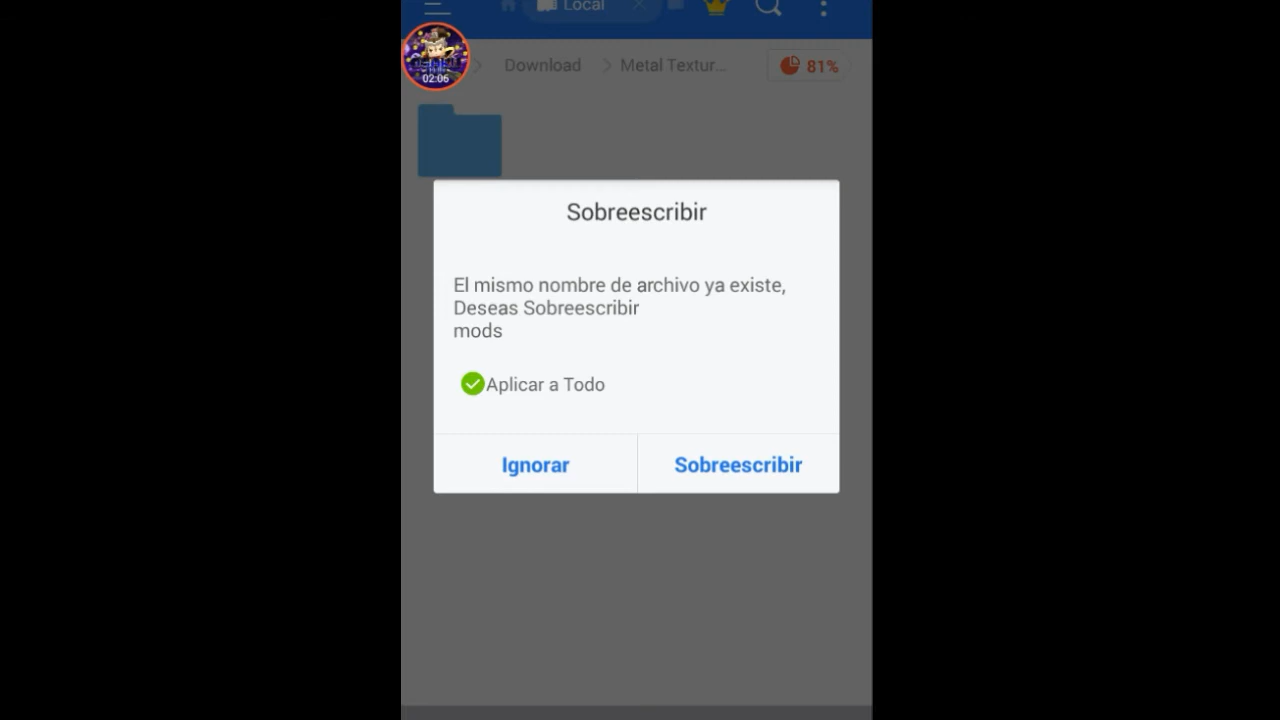 Local
02:06
Download
Metal Textur...
81%
Sobreescribir
El mismo nombre de archivo ya existe,
Deseas Sobreescribir
mods
Aplicar a Todo
Ignorar
Sobreescribir